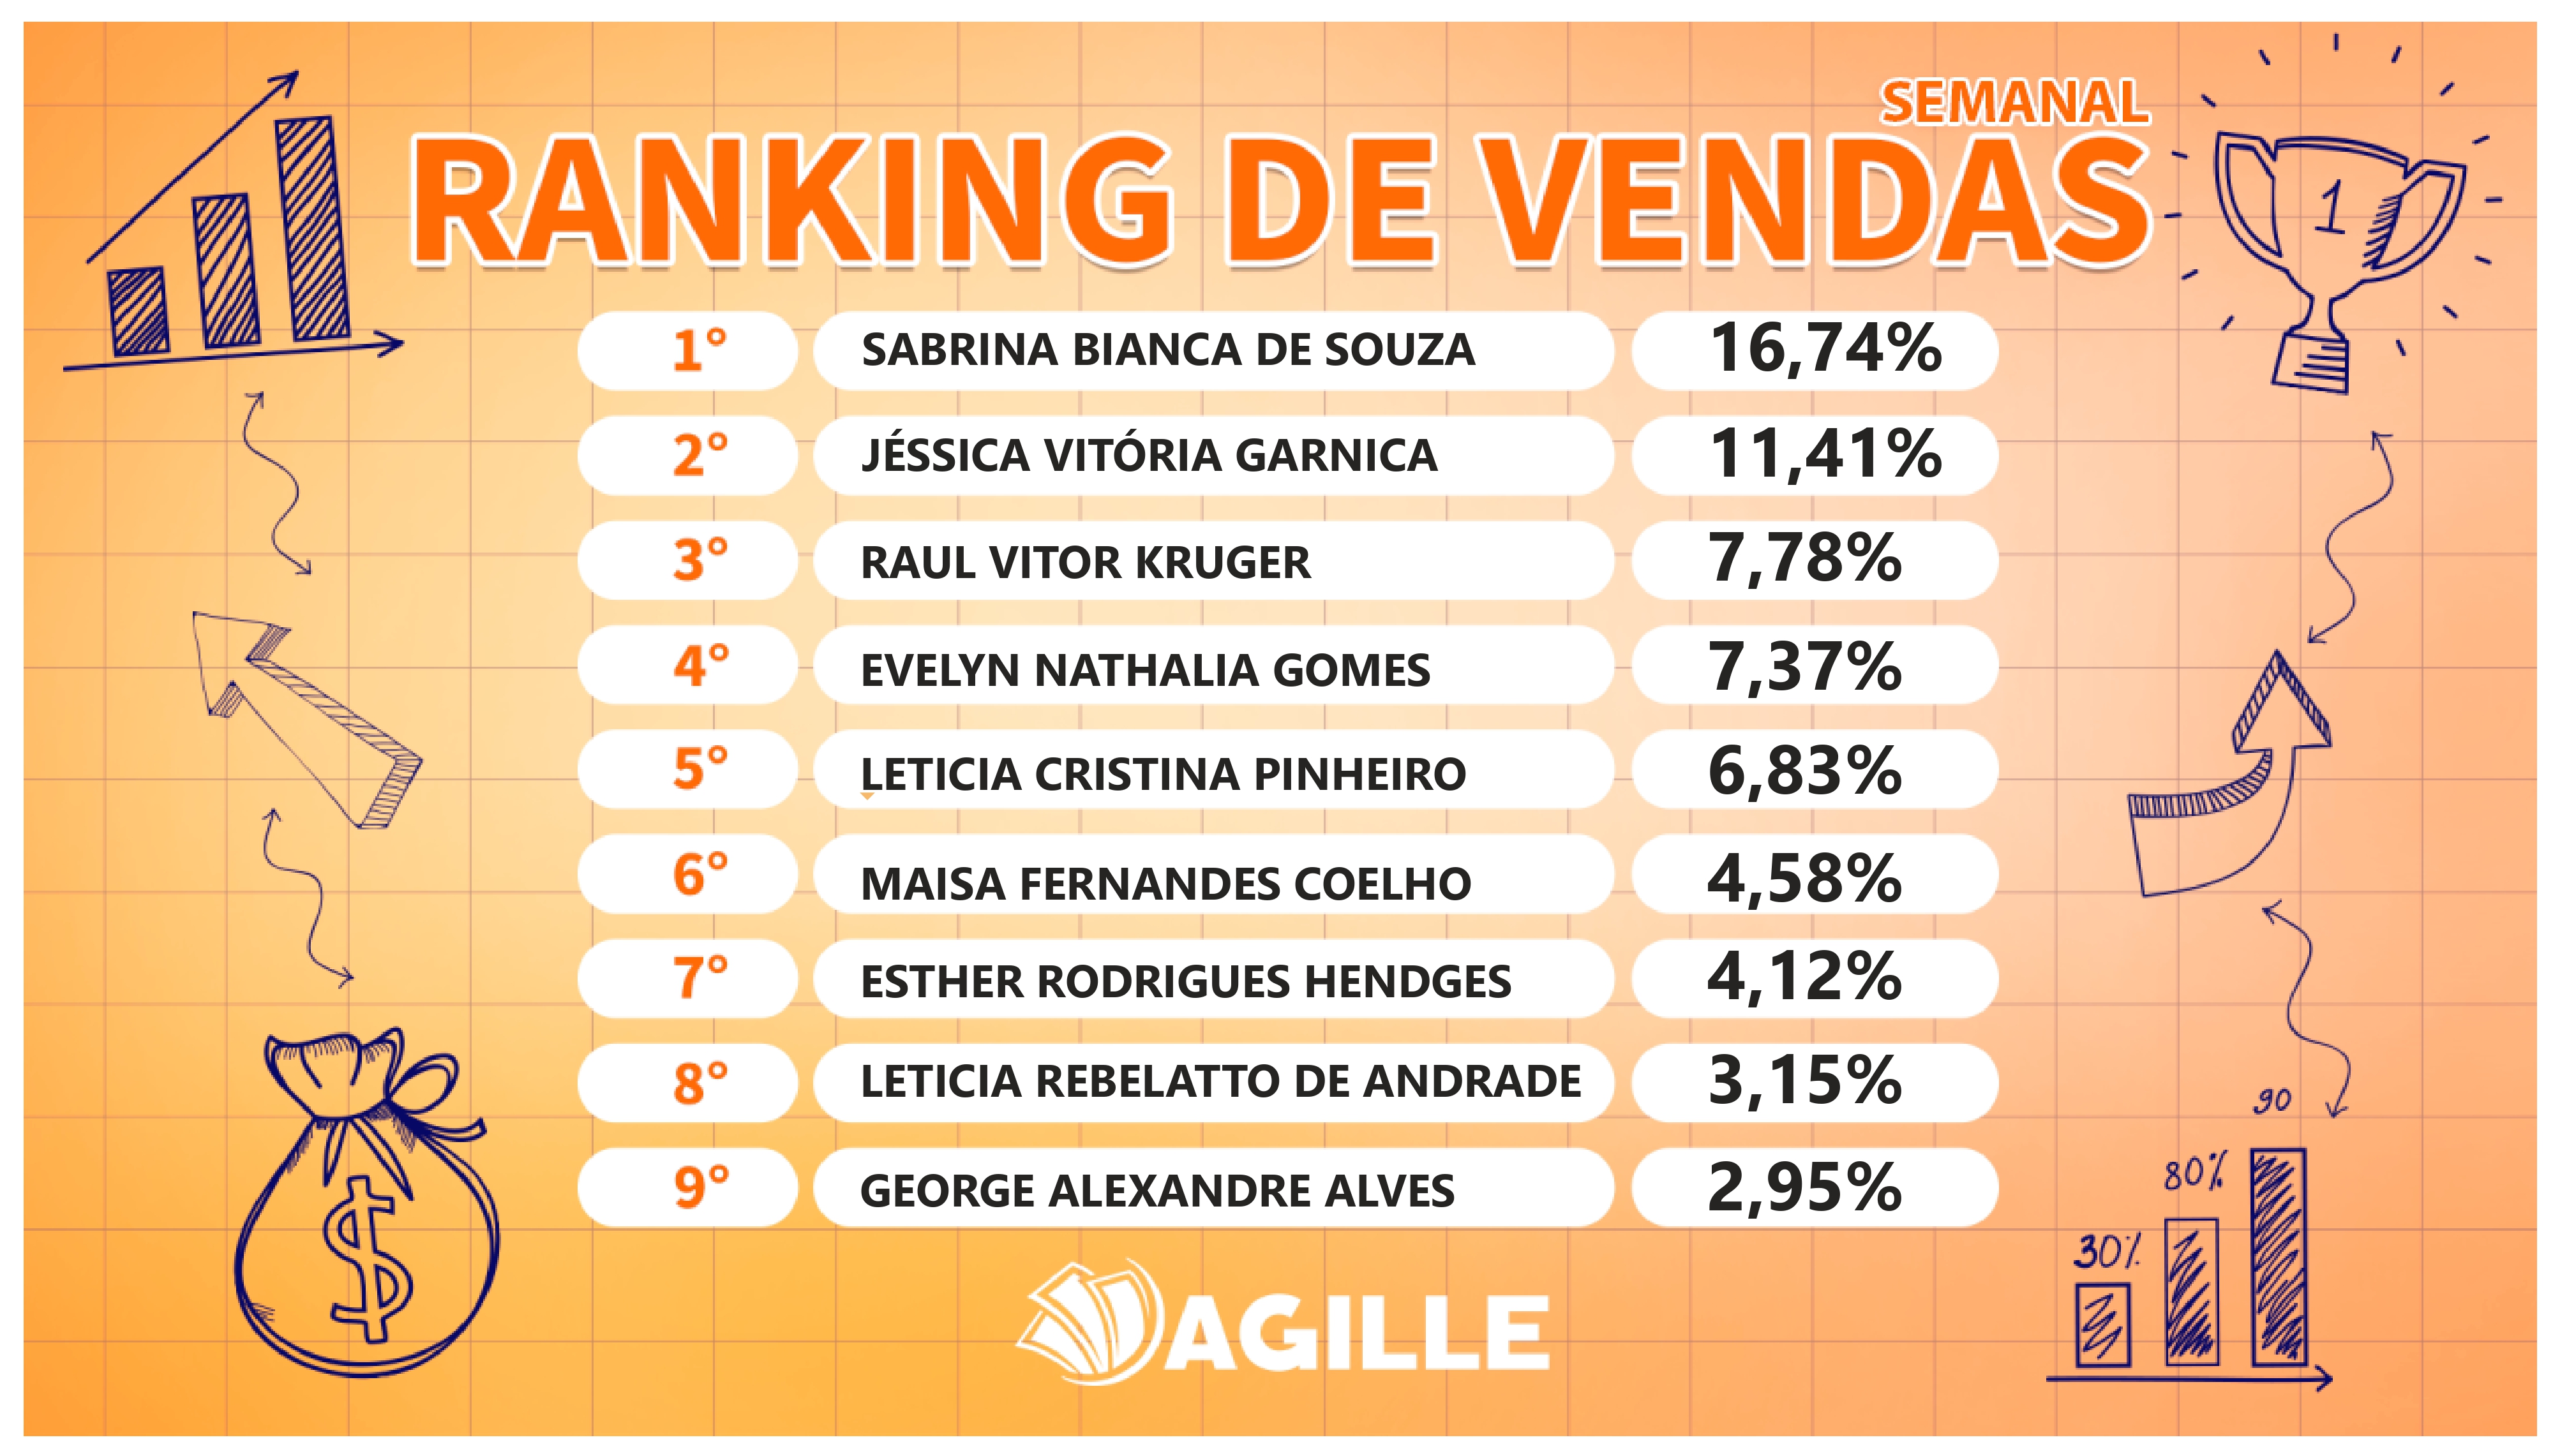 SEMANAL
RANKING DE VENDAS
1
1° SABRINA BIANCA DE SOUZA 16,74%
2° JÉSSICA VITÓRIA GARNICA 11,41%
3° RAUL VITOR KRUGER 7,78%
4° EVELYN NATHALIA GOMES 7,37%
5° LETICIA CRISTINA PINHEIRO 6,83%
6° MAISA FERNANDES COELHO 4,58%
7° ESTHER RODRIGUES HENDGES 4,12%
8° LETICIA REBELATTO DE ANDRADE 3,15%
9° GEORGE ALEXANDRE ALVES 2,95%
90
80%
30%
$
AGILLE